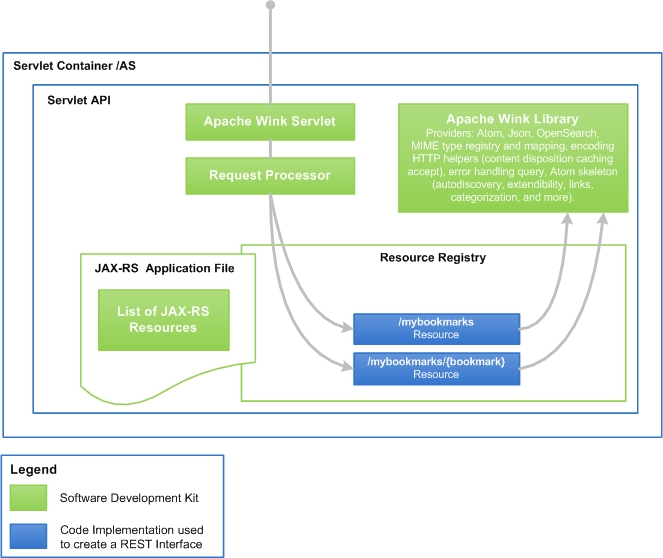 Servlet Container /AS
Servlet API
Apache Wink Servlet
Request Processor
Apache Wink Library
Providers: Atom, Json, OpenSearch,
MIME type registry and mapping, encoding
HTTP helpers (content disposition caching
accept), error handling query, Atom skeleton
(autodiscovery, extendibility, links,
categorization, and more).
JAX-RS Application File
List of JAX-RS
Resources
Resource Registry
/mybookmarks
Resource
/mybookmarks/{bookmark}
Resource
Legend
Software Development Kit
Code Implementation used
to create a REST Interface